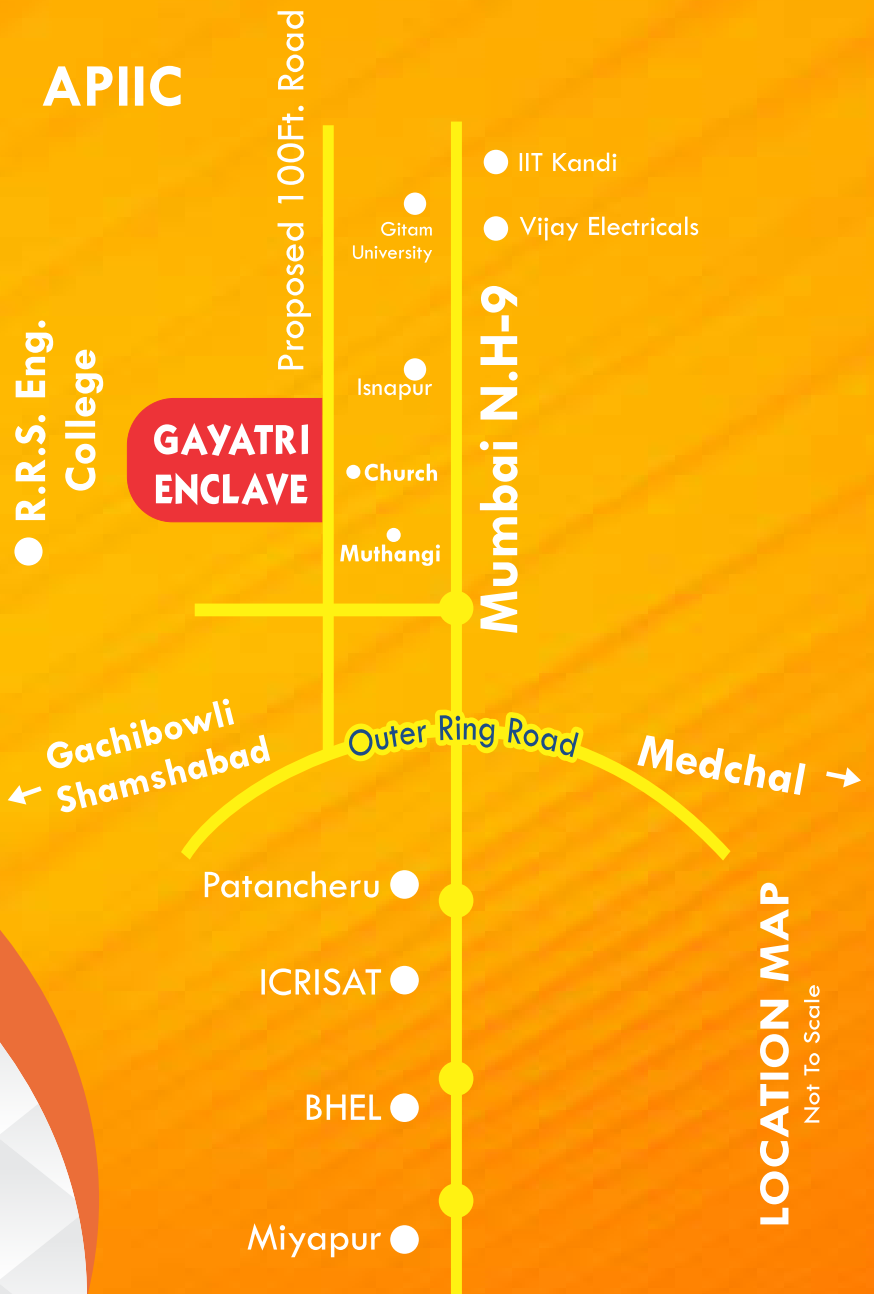 APIIC
Proposed 100Ft. Road
IIT Kandi
Vijay Electricals
Gitam
University
Mumbai N.H-9
R.R.S. Eng.
College
Isnapur
GAYATRI
ENCLAVE
Church
Muthangi
Gachibowli
Shamshabad
Outer Ring Road
Medchal
Patancheru
ICRISAT
BHEL
Miyapur
LOCATION MAP
Not To Scale